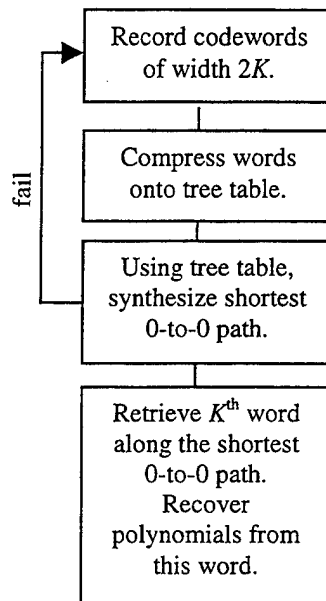 Record codewords
of width 2K.
Compress words
onto tree table.
fail
Using tree table,
synthesize shortest
0-to-0 path.
Retrieve Kth word
along the shortest
0-to-0 path.
Recover
polynomials from
this word.